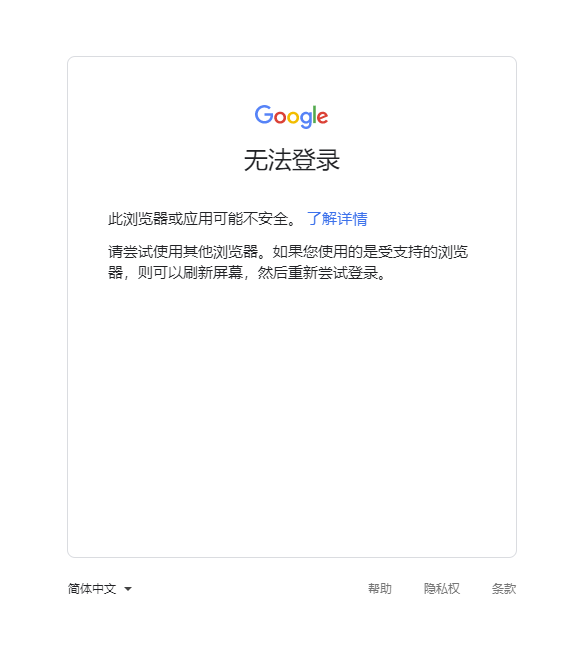 Google
无法登录
此浏览器或应用可能不安全。 了解详情
请尝试使用其他浏览器。如果您使用的是受支持的浏览
器，则可以刷新屏幕，然后重新尝试登录。
简体中文 帮助 隐私权 条款